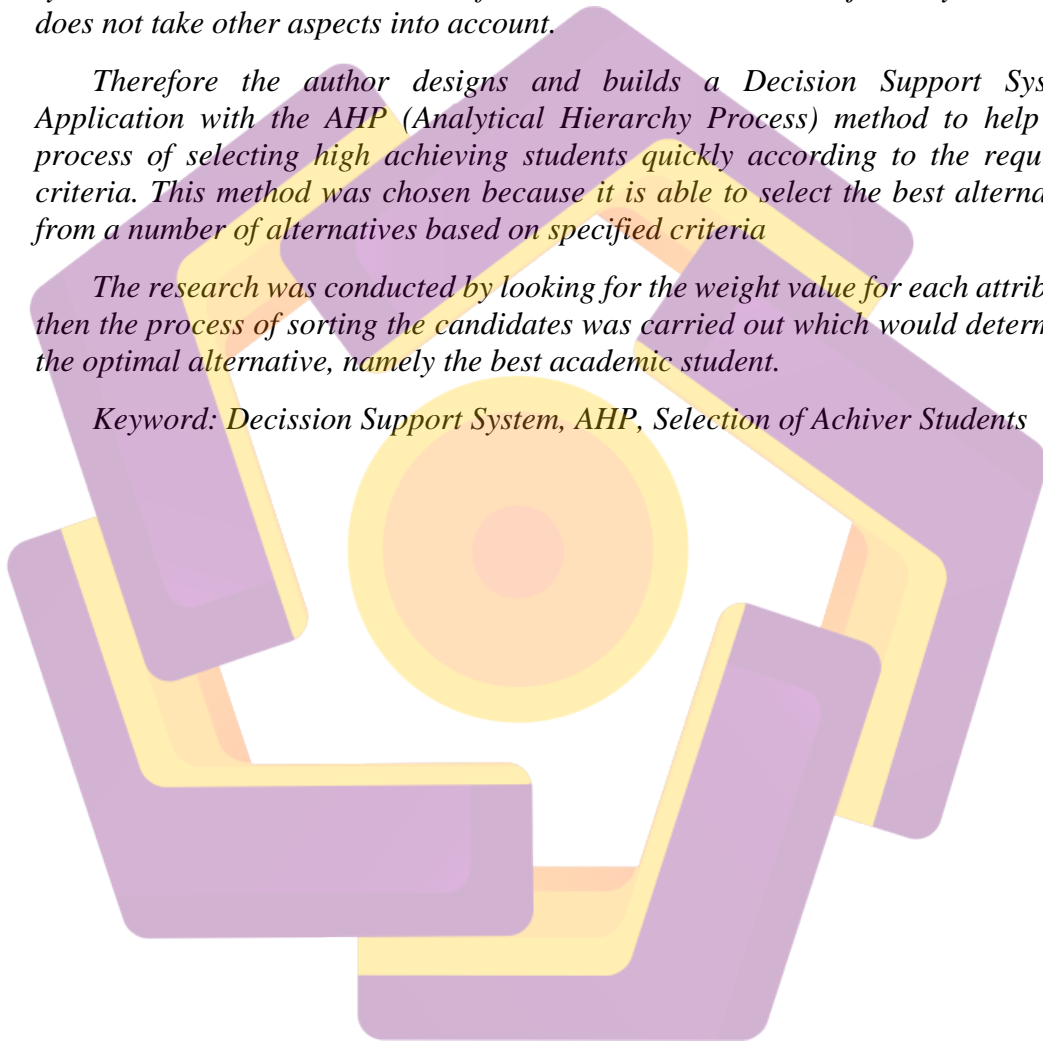 does not take other aspects into account.
Therefore the author designs and builds a Decision Support Sys
Application with the AHP (Analytical Hierarchy Process) method to help
process of selecting high achieving students quickly according to the requ
criteria. This method was chosen because it is able to select the best alterna
from a number of alternatives based on specified criteria
The research was conducted by looking for the weight value for each attrib
then the process of sorting the candidates was carried out which would determ
the optimal alternative, namely the best academic student.
Keyword: Decission Support System, AHP, Selection of Achiver Students